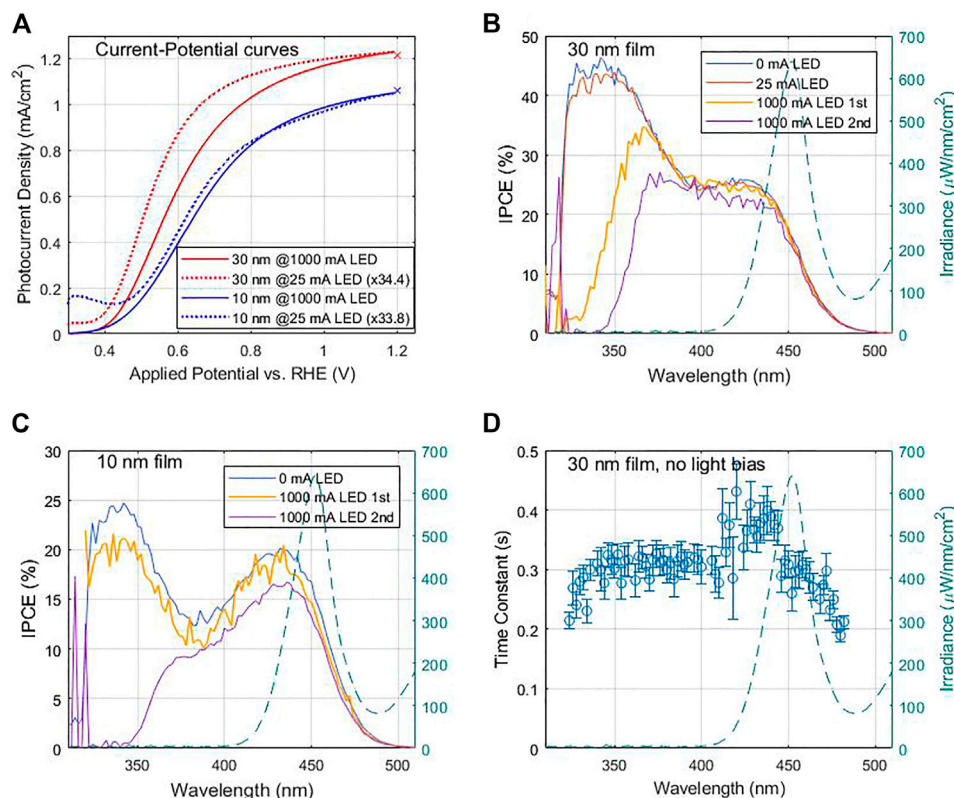 A
Current-Potential curves
Photocurrent Density (mA/cm²)
1.2
1
0.8
0.6
0.4
0.2
0
30 nm @1000 mA LED
30 nm @25 mA LED (x34.4)
10 nm @1000 mA LED
10 nm @25 mA LED (x33.8)
0.4 0.6 0.8 1 1.2
Applied Potential vs. RHE (V)
B
30 nm film
IPCE (%)
50
40
30
20
10
0
0 mA LED
25 mA LED
1000 mA LED 1st
1000 mA LED 2nd
700
600
500
400
300
200
100
0
Irradiance (μW/nm/cm²)
350 400 450 500
Wavelength (nm)
C
10 nm film
IPCE (%)
30
25
20
15
10
5
0
0 mA LED
1000 mA LED 1st
1000 mA LED 2nd
700
600
500
400
300
200
100
0
350 400 450 500
Wavelength (nm)
D
30 nm film, no light bias
Time Constant (s)
0.5
0.4
0.3
0.2
0.1
0
700
600
500
400
300
200
100
0
Irradiance (μW/nm/cm²)
350 400 450 500
Wavelength (nm)